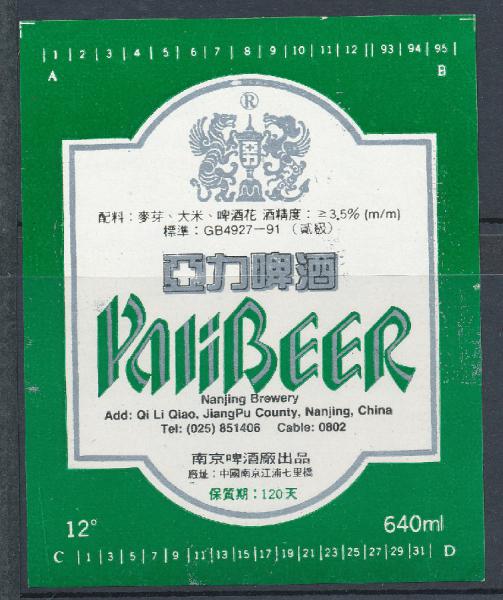 | 1 | 2 | 3 | 4 | 5 | 6 | 7 | 8 | 9 | 10 | 11 | 12 || 93 | 94 | 95 |
A B
®
亞力
配料：麥芽、大米、啤酒花 酒精度：≥3,5% (m/m)
標準：GB4927－91 （貳級）
亞力啤酒
YaliBEER
Nanjing Brewery
Add: Qi Li Qiao, JiangPu County, Nanjing, China
Tel: (025) 851406 Cable: 0802
南京啤酒廠出品
廠址：中國南京江浦七里橋
保質期：120天
12° 640ml
C | 1 | 3 | 5 | 7 | 9 | 11 | 13 | 15 | 17 | 19 | 21 | 23 | 25 | 27 | 29 | 31 | D